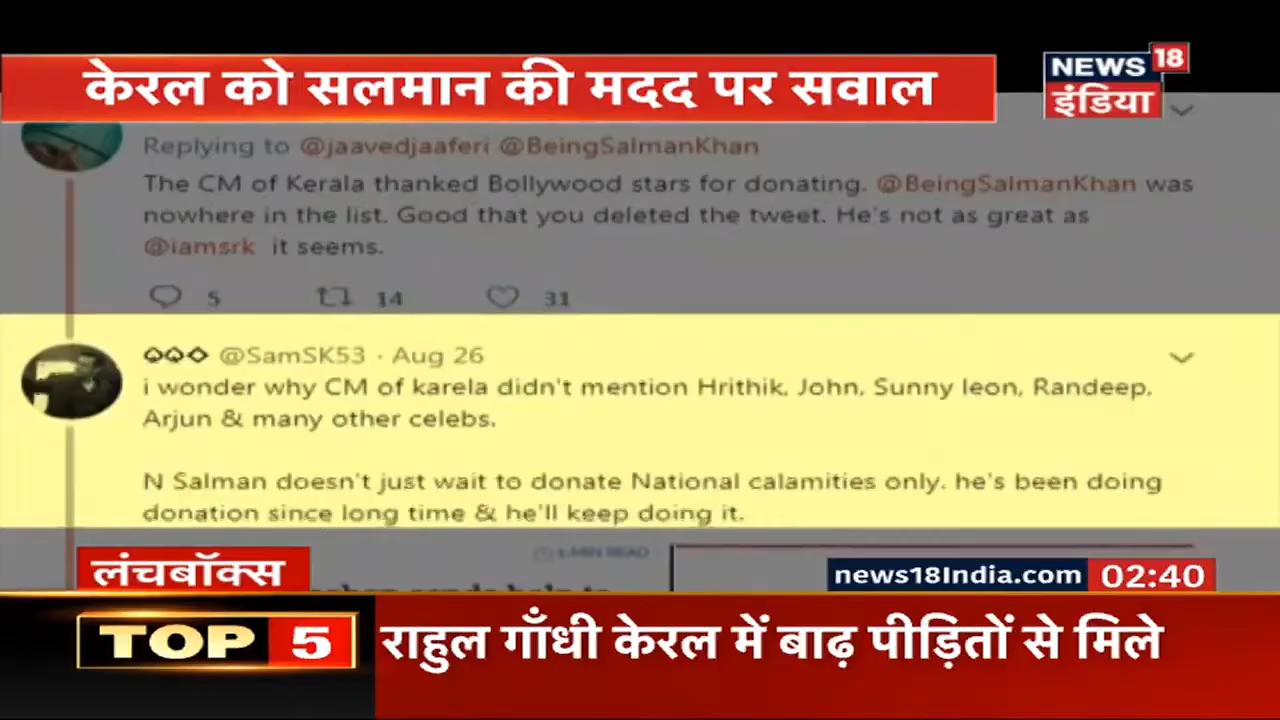 केरल को सलमान की मदद पर सवाल
NEWS 18
इंडिया
Replying to @jaavedjaaferi @BeingSalmanKhan
The CM of Kerala thanked Bollywood stars for donating. @BeingSalmanKhan was
nowhere in the list. Good that you deleted the tweet. He's not as great as
@iamsrk it seems.
5 14 31
@SamSK53 · Aug 26
i wonder why CM of karela didn't mention Hrithik, John, Sunny leon, Randeep,
Arjun & many other celebs.
N Salman doesn't just wait to donate National calamities only. he's been doing
donation since long time & he'll keep doing it.
MIN READ
लंचबॉक्स
news18India.com 02:40
TOP 5 राहुल गाँधी केरल में बाढ़ पीड़ितों से मिले